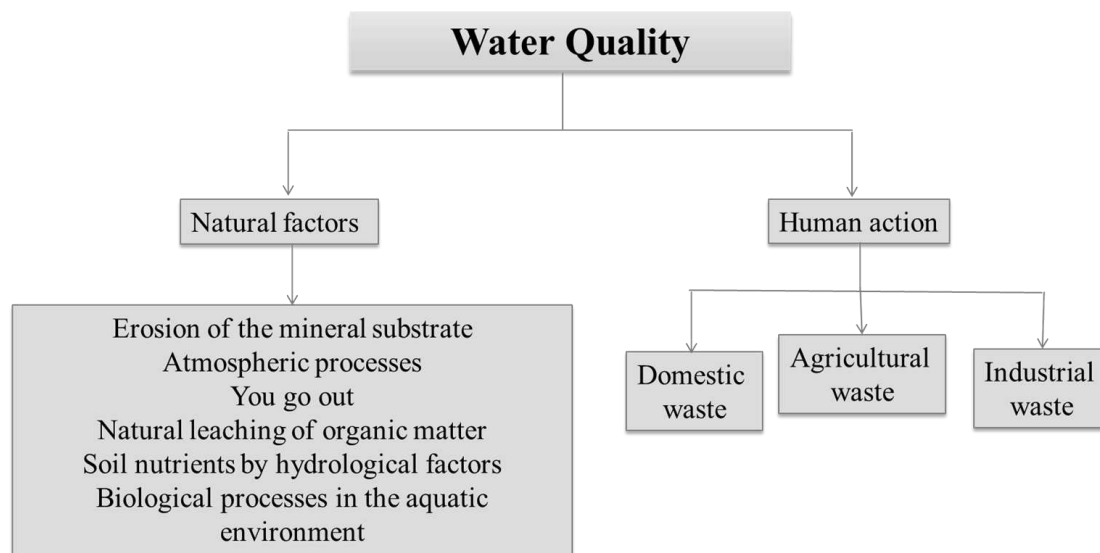 Water Quality
Natural factors
Human action
Erosion of the mineral substrate
Atmospheric processes
You go out
Natural leaching of organic matter
Soil nutrients by hydrological factors
Biological processes in the aquatic
environment
Domestic
waste
Agricultural
waste
Industrial
waste